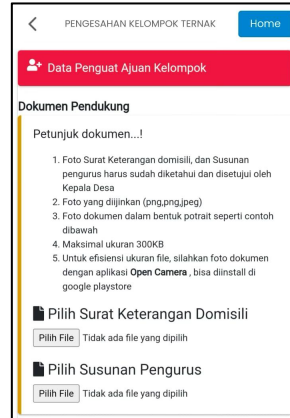 PENGESAHAN KELOMPOK TERNAK
Home
Data Penguat Ajuan Kelompok
Dokumen Pendukung
Petunjuk dokumen...!
1. Foto Surat Keterangan domisili, dan Susunan
pengurus harus sudah diketahui dan disetujui oleh
Kepala Desa
2. Foto yang diijinkan (png,png,jpeg)
3. Foto dokumen dalam bentuk potrait seperti contoh
dibawah
4. Maksimal ukuran 300KB
5. Untuk efisiensi ukuran file, silahkan foto dokumen
dengan aplikasi Open Camera , bisa diinstall di
google playstore
Pilih Surat Keterangan Domisili
Pilih File Tidak ada file yang dipilih
Pilih Susunan Pengurus
Pilih File Tidak ada file yang dipilih